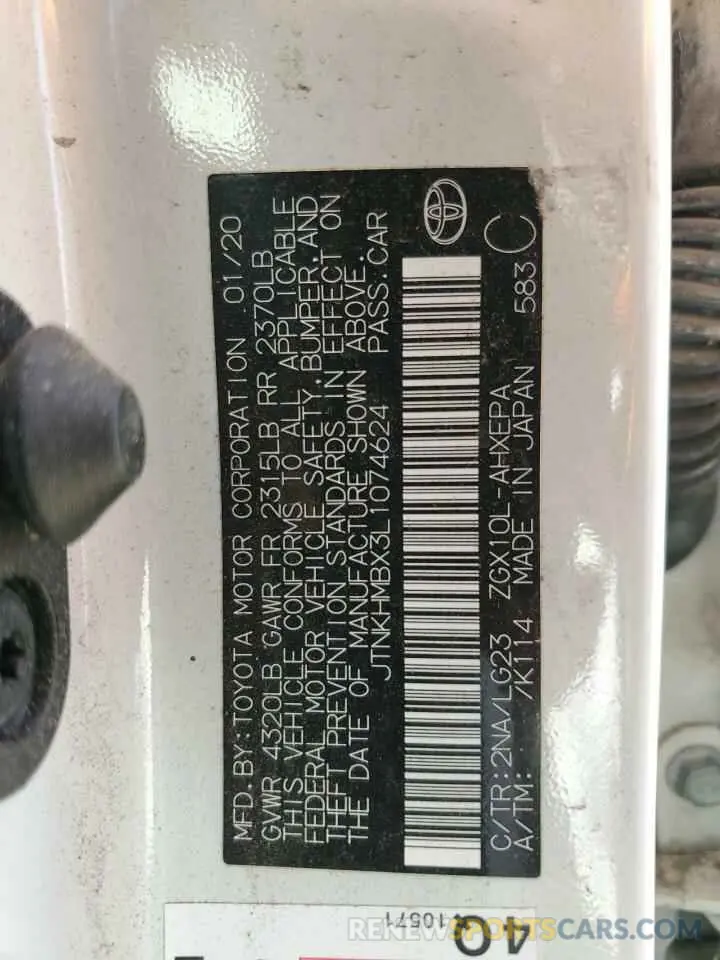 MFD.BY:TOYOTA MOTOR CORPORATION 01/20
GVWR 4320LB GAWR FR 2315LB RR 2370LB
THIS VEHICLE CONFORMS TO ALL APPLICABLE
FEDERAL MOTOR VEHICLE SAFETY,BUMPER,AND
THEFT PREVENTION STANDARDS IN EFFECT ON
THE DATE OF MANUFACTURE SHOWN ABOVE.
JTNKHMBX3L1074624 PASS.CAR
C/TR:2NA/LG23 ZGX10L-AHXEPA 583 C
A/TM: /K114 MADE IN JAPAN
4Q
10571
RENEWSPORTSCARS.COM